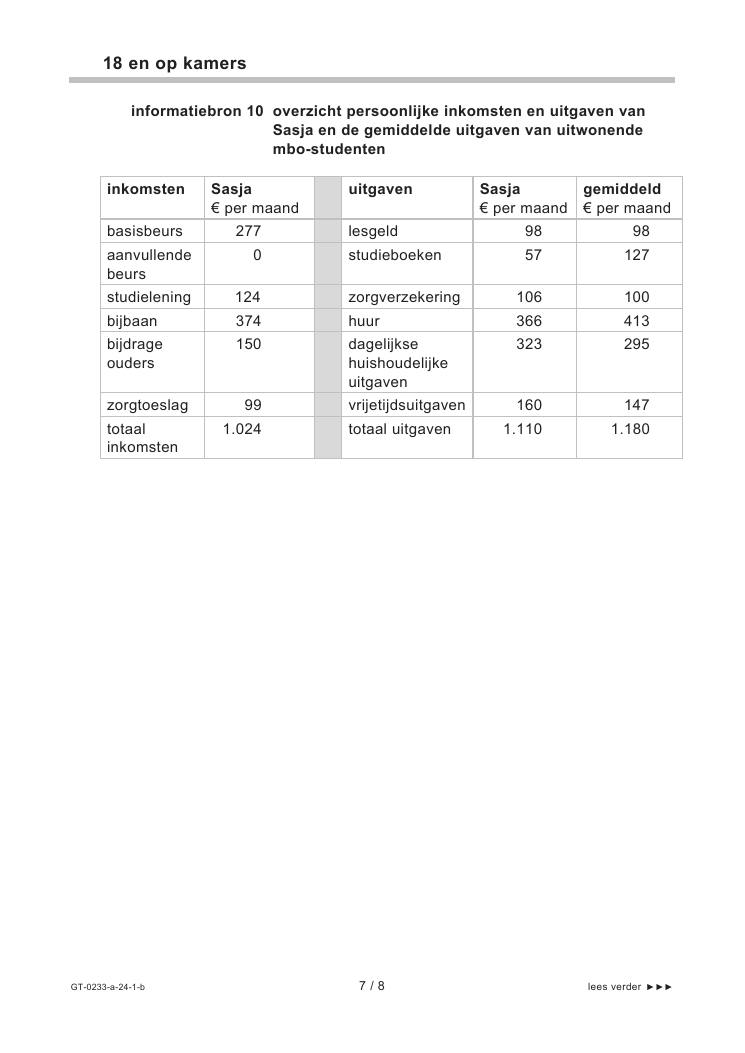 18 en op kamers
informatiebron 10 overzicht persoonlijke inkomsten en uitgaven van
Sasja en de gemiddelde uitgaven van uitwonende
mbo-studenten
inkomsten Sasja uitgaven Sasja gemiddeld
€ per maand € per maand € per maand
basisbeurs 277 lesgeld 98 98
aanvullende 0 studieboeken 57 127
beurs
studielening 124 zorgverzekering 106 100
bijbaan 374 huur 366 413
bijdrage 150 dagelijkse 323 295
ouders huishoudelijke
uitgaven
zorgtoeslag 99 vrijetijdsuitgaven 160 147
totaal 1.024 totaal uitgaven 1.110 1.180
inkomsten
GT-0233-a-24-1-b 7 / 8 lees verder ►►►